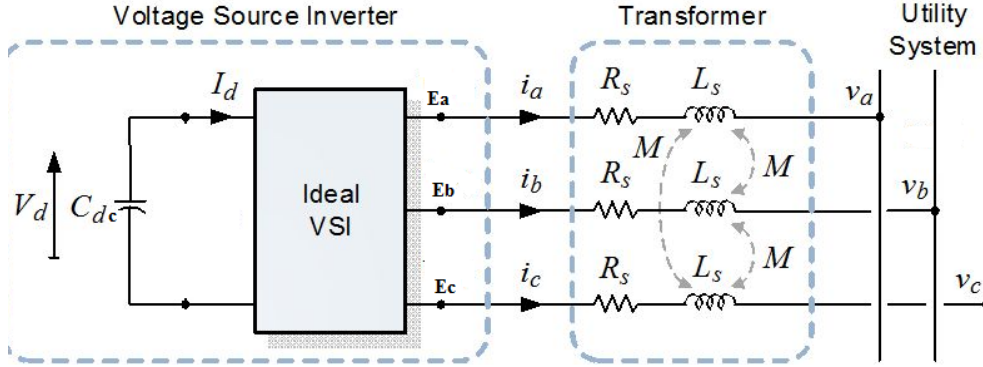 Voltage Source Inverter
Transformer
Utility
System
I_d
Ea
i_a
R_s
L_s
v_a
M
V_d
C_dc
Ideal
VSI
Eb
i_b
R_s
L_s
M
v_b
Ec
i_c
R_s
L_s
M
v_c